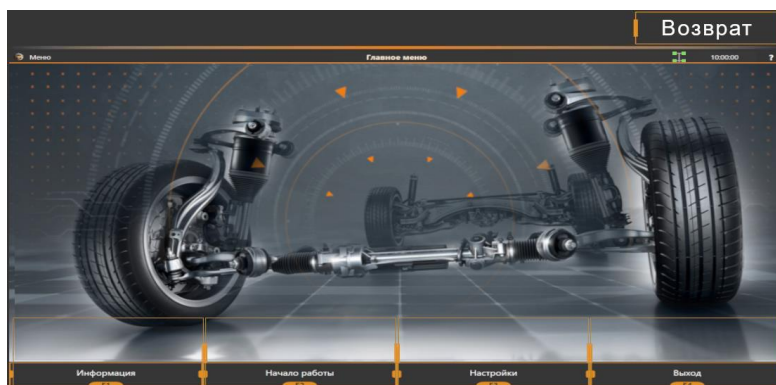 Возврат
Меню Главное меню 10:00:00 ?
Информация Начало работы Настройки Выход